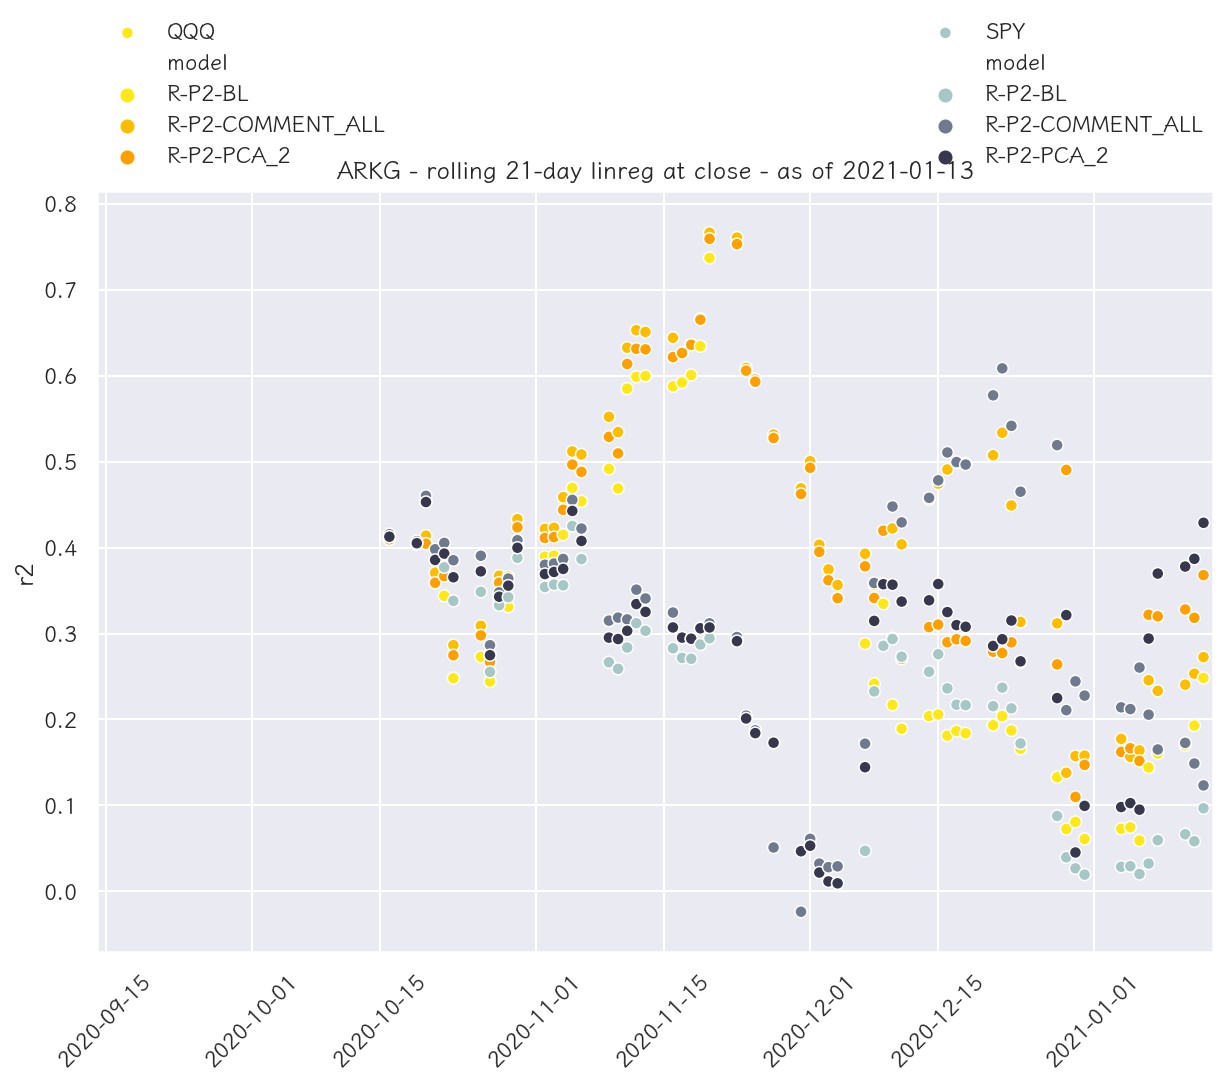 QQQ
model
R-P2-BL
R-P2-COMMENT_ALL
R-P2-PCA_2
SPY
model
R-P2-BL
R-P2-COMMENT_ALL
R-P2-PCA_2
ARKG - rolling 21-day linreg at close - as of 2021-01-13
0.8
0.7
0.6
0.5
0.4
0.3
0.2
0.1
0.0
r2
2020-09-15
2020-10-01
2020-10-15
2020-11-01
2020-11-15
2020-12-01
2020-12-15
2021-01-01